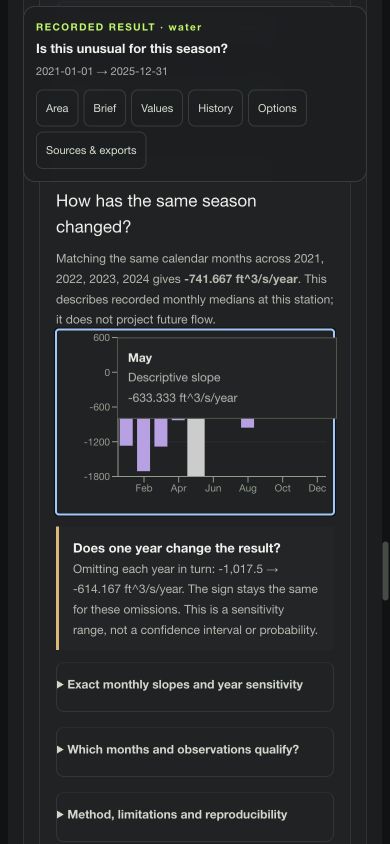 RECORDED RESULT · water
Is this unusual for this season?
2021-01-01 → 2025-12-31
Area Brief Values History Options
Sources & exports
How has the same season
changed?
Matching the same calendar months across 2021,
2022, 2023, 2024 gives -741.667 ft^3/s/year. This
describes recorded monthly medians at this station;
it does not project future flow.
600
May
0
Descriptive slope
-633.333 ft^3/s/year
-600
-1200
-1800
Feb Apr Jun Aug Oct Dec
Does one year change the result?
Omitting each year in turn: -1,017.5 →
-614.167 ft^3/s/year. The sign stays the same
for these omissions. This is a sensitivity
range, not a confidence interval or probability.
▶ Exact monthly slopes and year sensitivity
▶ Which months and observations qualify?
▶ Method, limitations and reproducibility